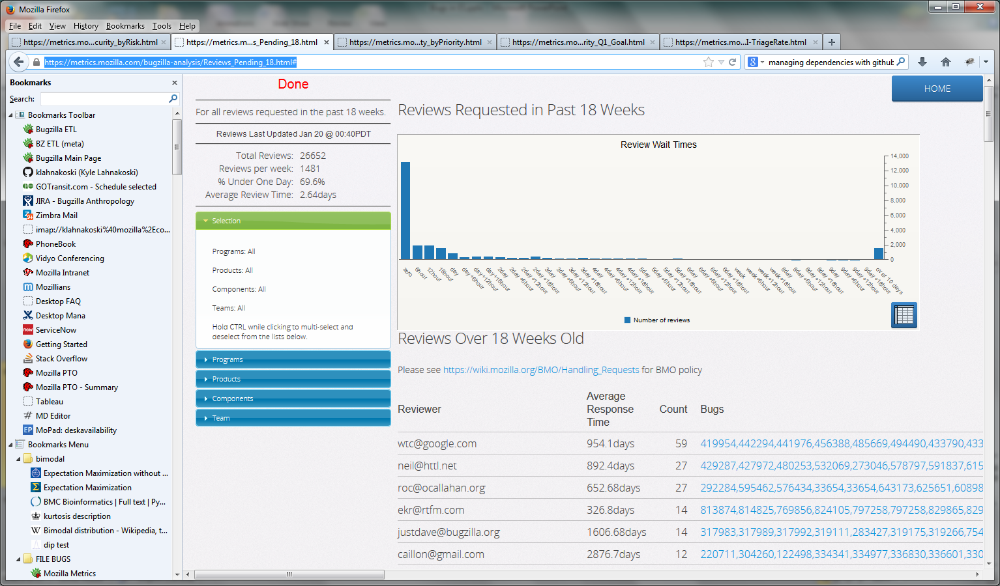 Mozilla Firefox
File Edit View History Bookmarks Tools Help
https://metrics.mo...curity_byRisk.html
https://metrics.m...s_Pending_18.html
https://metrics.mo...ty_byPriority.html
https://metrics.mo...rity_Q1_Goal.html
https://metrics.mo...I-TriageRate.html
https://metrics.mozilla.com/bugzilla-analysis/Reviews_Pending_18.html#
managing dependencies with github
Bookmarks
Search:
Bookmarks Toolbar
Bugzilla ETL
BZ ETL (meta)
Bugzilla Main Page
klahnakoski (Kyle Lahnakoski)
GOTransit.com - Schedule selected
JIRA - Bugzilla Anthropology
Zimbra Mail
imap://klahnakoski%40mozilla%2Eco...
PhoneBook
Vidyo Conferencing
Mozilla Intranet
Mozillians
Desktop FAQ
Desktop Mana
ServiceNow
Getting Started
Stack Overflow
Mozilla PTO
Mozilla PTO - Summary
Tableau
MD Editor
MoPad: deskavailability
Bookmarks Menu
bimodal
Expectation Maximization without ...
Expectation Maximization
BMC Bioinformatics | Full text | Py...
kurtosis description
Bimodal distribution - Wikipedia, t...
dip test
FILE BUGS
Mozilla Metrics
Done
For all reviews requested in the past 18 weeks.
Reviews Last Updated Jan 20 @ 00:40PDT
Total Reviews: 26652
Reviews per week: 1481
% Under One Day: 69.6%
Average Review Time: 2.64days
Selection
Programs: All
Products: All
Components: All
Teams: All
Hold CTRL while clicking to multi-select and
deselect from the lists below.
Programs
Products
Components
Team
HOME
Reviews Requested in Past 18 Weeks
Review Wait Times
14,000
12,000
10,000
8,000
6,000
4,000
2,000
0
zero
6hour
12hour
18hour
day
day+6hour
day+12hour
day+18hour
2day
2day+6hour
2day+12hour
2day+18hour
3day
3day+6hour
3day+12hour
3day+18hour
4day
4day+6hour
4day+12hour
4day+18hour
5day
5day+6hour
5day+12hour
5day+18hour
6day
6day+6hour
6day+12hour
6day+18hour
week
week+6hour
week+12hour
week+18hour
8day
8day+6hour
8day+12hour
8day+18hour
9day
9day+6hour
9day+12hour
9day+18hour
over 10 days
Number of reviews
Reviews Over 18 Weeks Old
Please see https://wiki.mozilla.org/BMO/Handling_Requests for BMO policy
Reviewer Average Response Time Count Bugs
wtc@google.com 954.1days 59 419954,442294,441976,456388,485669,494490,433790,433
neil@httl.net 892.4days 27 429287,427972,480253,532069,273046,578797,591837,615
roc@ocallahan.org 652.68days 27 292284,595462,576434,33654,33654,643173,625651,60898
ekr@rtfm.com 326.8days 14 813874,814825,769856,824105,797258,797258,829865,829
justdave@bugzilla.org 1606.68days 14 317983,317989,317992,319111,283427,319175,319266,754
caillon@gmail.com 2876.7days 12 220711,304260,122498,334341,334977,336830,336601,330